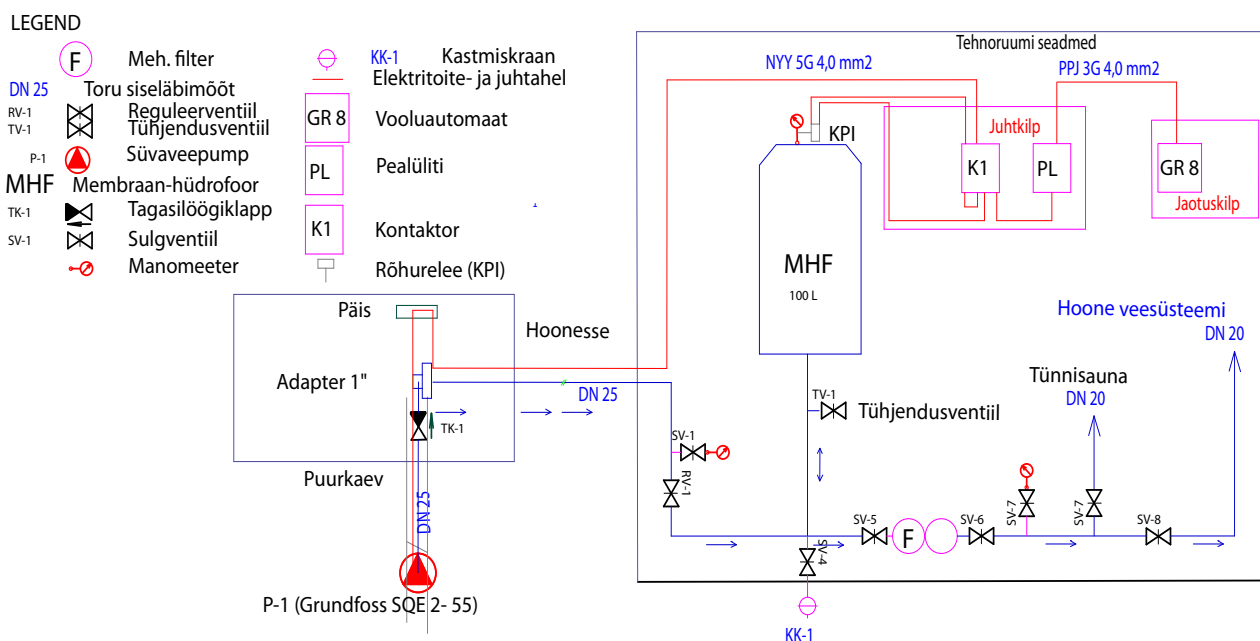 LEGEND
F
Meh. filter
DN 25
Toru siseläbimõõt
RV-1
Reguleerventiil
TV-1
Tühjendusventiil
P-1
Süvaveepump
MHF
Membraan-hüdrofoor
TK-1
Tagasilöögiklapp
SV-1
Sulgventiil
Manomeeter
KK-1
Kastmiskraan
Elektritoite- ja juhtahel
GR 8
Vooluautomaat
PL
Pealüliti
K1
Kontaktor
Rõhurelee (KPI)
Päis
Hoonesse
Adapter 1"
DN 25
TK-1
Puurkaev
DN 25
P-1 (Grundfoss SQE 2- 55)
Tehnoruumi seadmed
NYY 5G 4,0 mm2
PPJ 3G 4,0 mm2
KPI
Juhtkilp
K1
PL
GR 8
Jaotuskilp
MHF
100 L
Hoone veesüsteemi
DN 20
Tünnisauna
DN 20
TV-1
Tühjendusventiil
SV-1
RV-1
SV-5
F
SV-6
SV-7
SV-7
SV-8
SV-4
KK-1